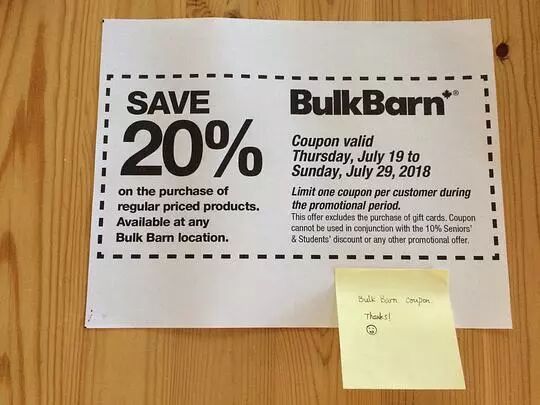 SAVE
20%
on the purchase of
regular priced products.
Available at any
Bulk Barn location.
BulkBarn®
Coupon valid
Thursday, July 19 to
Sunday, July 29, 2018
Limit one coupon per customer during
the promotional period.
This offer excludes the purchase of gift cards. Coupon
cannot be used in conjunction with the 10% Seniors'
& Students' discount or any other promotional offer.
Bulk Barn coupon.
Thanks!